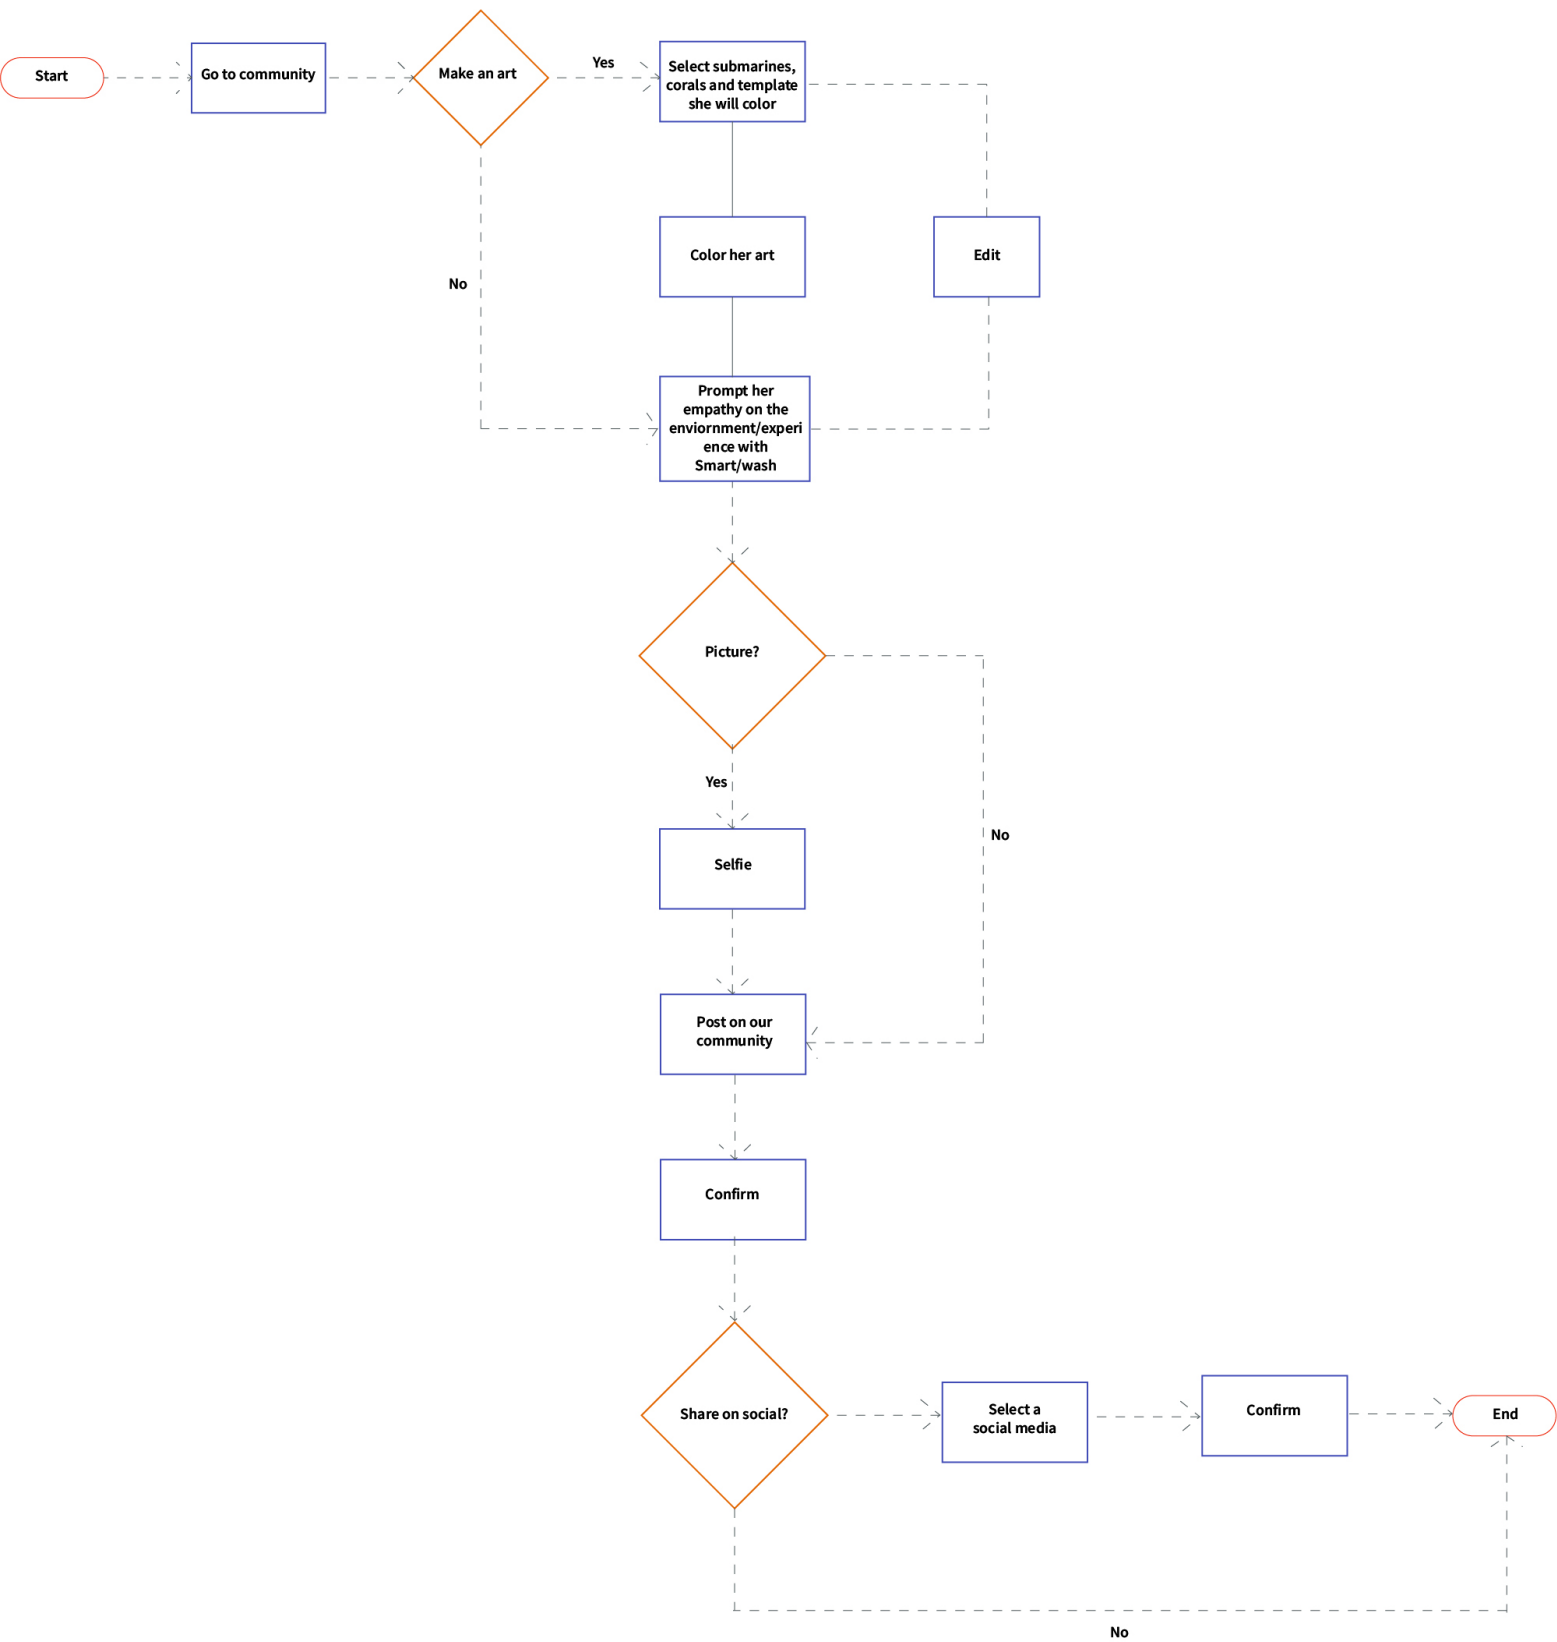 Start
Go to community
Make an art
Yes
Select submarines,
corals and template
she will color
No
Color her art
Edit
Prompt her
empathy on the
enviornment/experi
ence with
Smart/wash
Picture?
Yes
No
Selfie
Post on our
community
Confirm
Share on social?
Select a
social media
Confirm
End
No